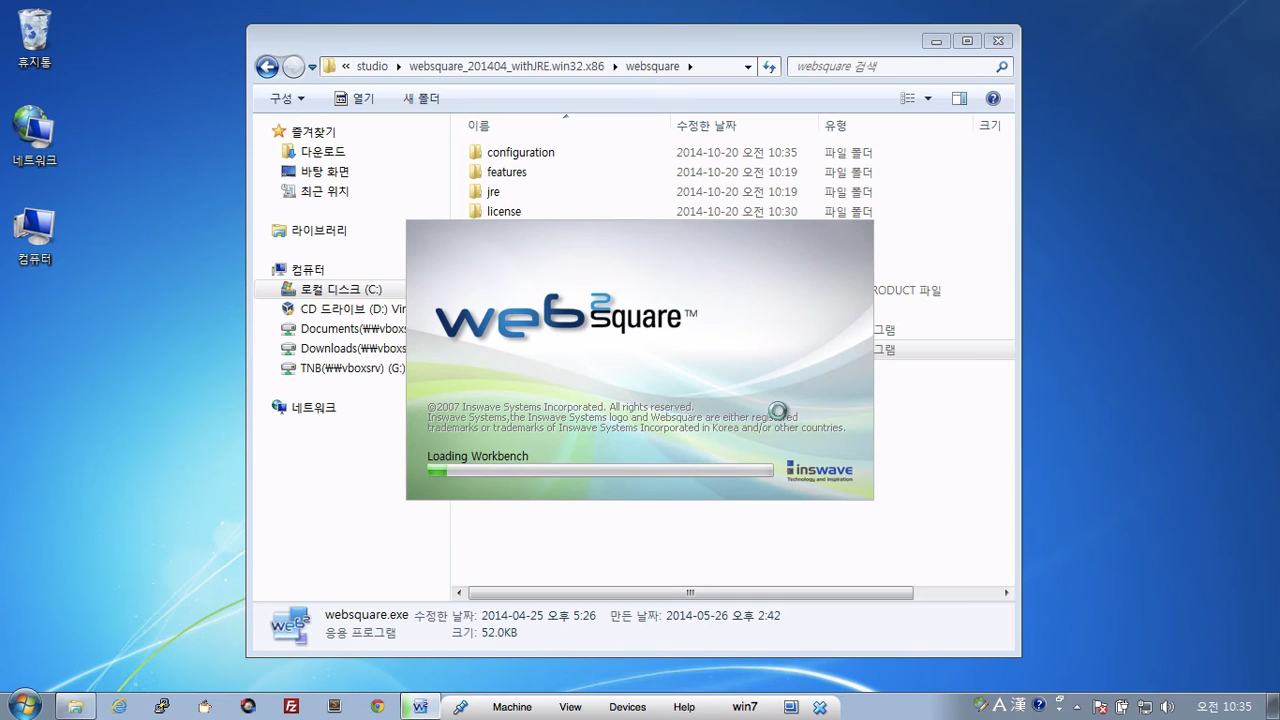 휴지통
네트워크
컴퓨터
« studio websquare_201404_withJRE.win32.x86 websquare
websquare 검색
구성 열기 새 폴더
즐겨찾기
다운로드
바탕 화면
최근 위치
라이브러리
컴퓨터
로컬 디스크 (C:)
CD 드라이브 (D:) Vir
Documents(₩₩vboxs
Downloads(₩₩vboxs
TNB(₩₩vboxsrv) (G:)
네트워크
이름 수정한 날짜 유형 크기
configuration 2014-10-20 오전 10:35 파일 폴더
features 2014-10-20 오전 10:19 파일 폴더
jre 2014-10-20 오전 10:19 파일 폴더
license 2014-10-20 오전 10:30 파일 폴더
RODUCT 파일
그램
그램
web2square™
©2007 Inswave Systems Incorporated. All rights reserved.
Inswave Systems,the Inswave Systems logo and Websquare are either registered
trademarks or trademarks of Inswave Systems Incorporated in Korea and/or other countries.
Loading Workbench
inswave
Technology and Inspiration
websquare.exe 수정한 날짜: 2014-04-25 오후 5:26 만든 날짜: 2014-05-26 오후 2:42
응용 프로그램 크기: 52.0KB
Machine View Devices Help win7
A 漢
오전 10:35